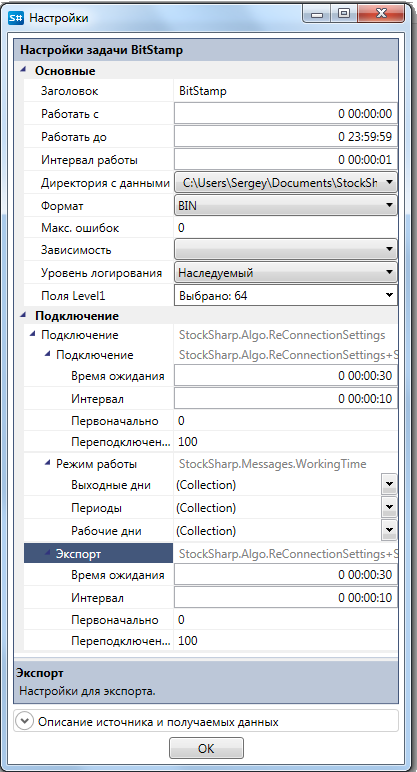 S# Настройки
Настройки задачи BitStamp
Основные
Заголовок BitStamp
Работать с 0 00:00:00
Работать до 0 23:59:59
Интервал работы 0 00:00:01
Директория с данными C:\Users\Sergey\Documents\StockSh
Формат BIN
Макс. ошибок 0
Зависимость
Уровень логирования Наследуемый
Поля Level1 Выбрано: 64
Подключение
Подключение StockSharp.Algo.ReConnectionSettings
Подключение StockSharp.Algo.ReConnectionSettings+S
Время ожидания 0 00:00:30
Интервал 0 00:00:10
Первоначально 0
Переподключен... 100
Режим работы StockSharp.Messages.WorkingTime
Выходные дни (Collection)
Периоды (Collection)
Рабочие дни (Collection)
Экспорт StockSharp.Algo.ReConnectionSettings+S
Время ожидания 0 00:00:30
Интервал 0 00:00:10
Первоначально 0
Переподключен... 100
Экспорт
Настройки для экспорта.
Описание источника и получаемых данных
OK